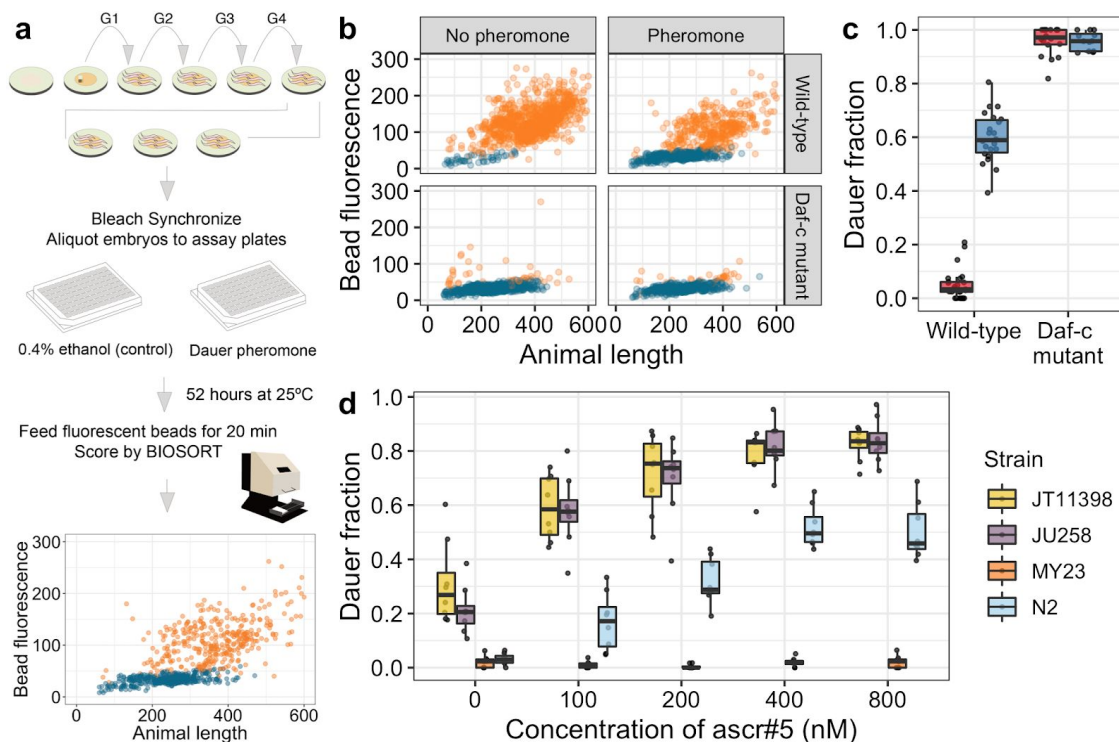 a
G1 G2 G3 G4
Bleach Synchronize
Aliquot embryos to assay plates
0.4% ethanol (control) Dauer pheromone
52 hours at 25ºC
Feed fluorescent beads for 20 min
Score by BIOSORT
Bead fluorescence
300
200
100
0
0 200 400 600
Animal length
b
No pheromone Pheromone
Wild-type
Daf-c mutant
Bead fluorescence
300
200
100
0
300
200
100
0
0 200 400 600 0 200 400 600
Animal length
c
Dauer fraction
1.0
0.8
0.6
0.4
0.2
0.0
Wild-type Daf-c
mutant
d
Dauer fraction
1.0
0.8
0.6
0.4
0.2
0.0
0 100 200 400 800
Concentration of ascr#5 (nM)
Strain
JT11398
JU258
MY23
N2